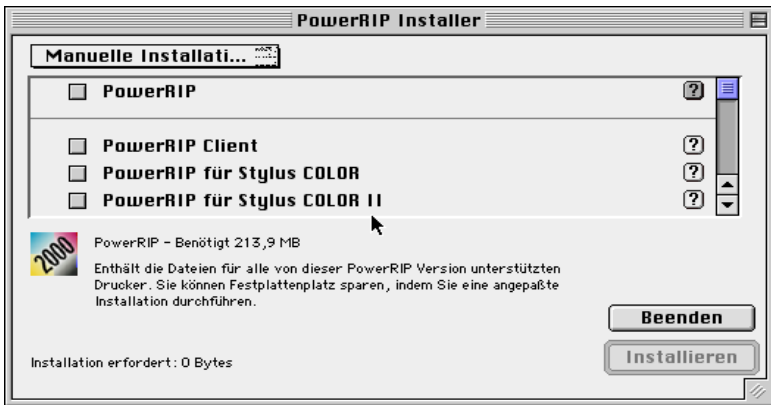 PowerRIP Installer
Manuelle Installati...
PowerRIP
?
PowerRIP Client
?
PowerRIP für Stylus COLOR
?
PowerRIP für Stylus COLOR II
?
2000
PowerRIP - Benötigt 213,9 MB
Enthält die Dateien für alle von dieser PowerRIP Version unterstützten
Drucker. Sie können Festplattenplatz sparen, indem Sie eine angepaßte
Installation durchführen.
Beenden
Installation erfordert: 0 Bytes
Installieren